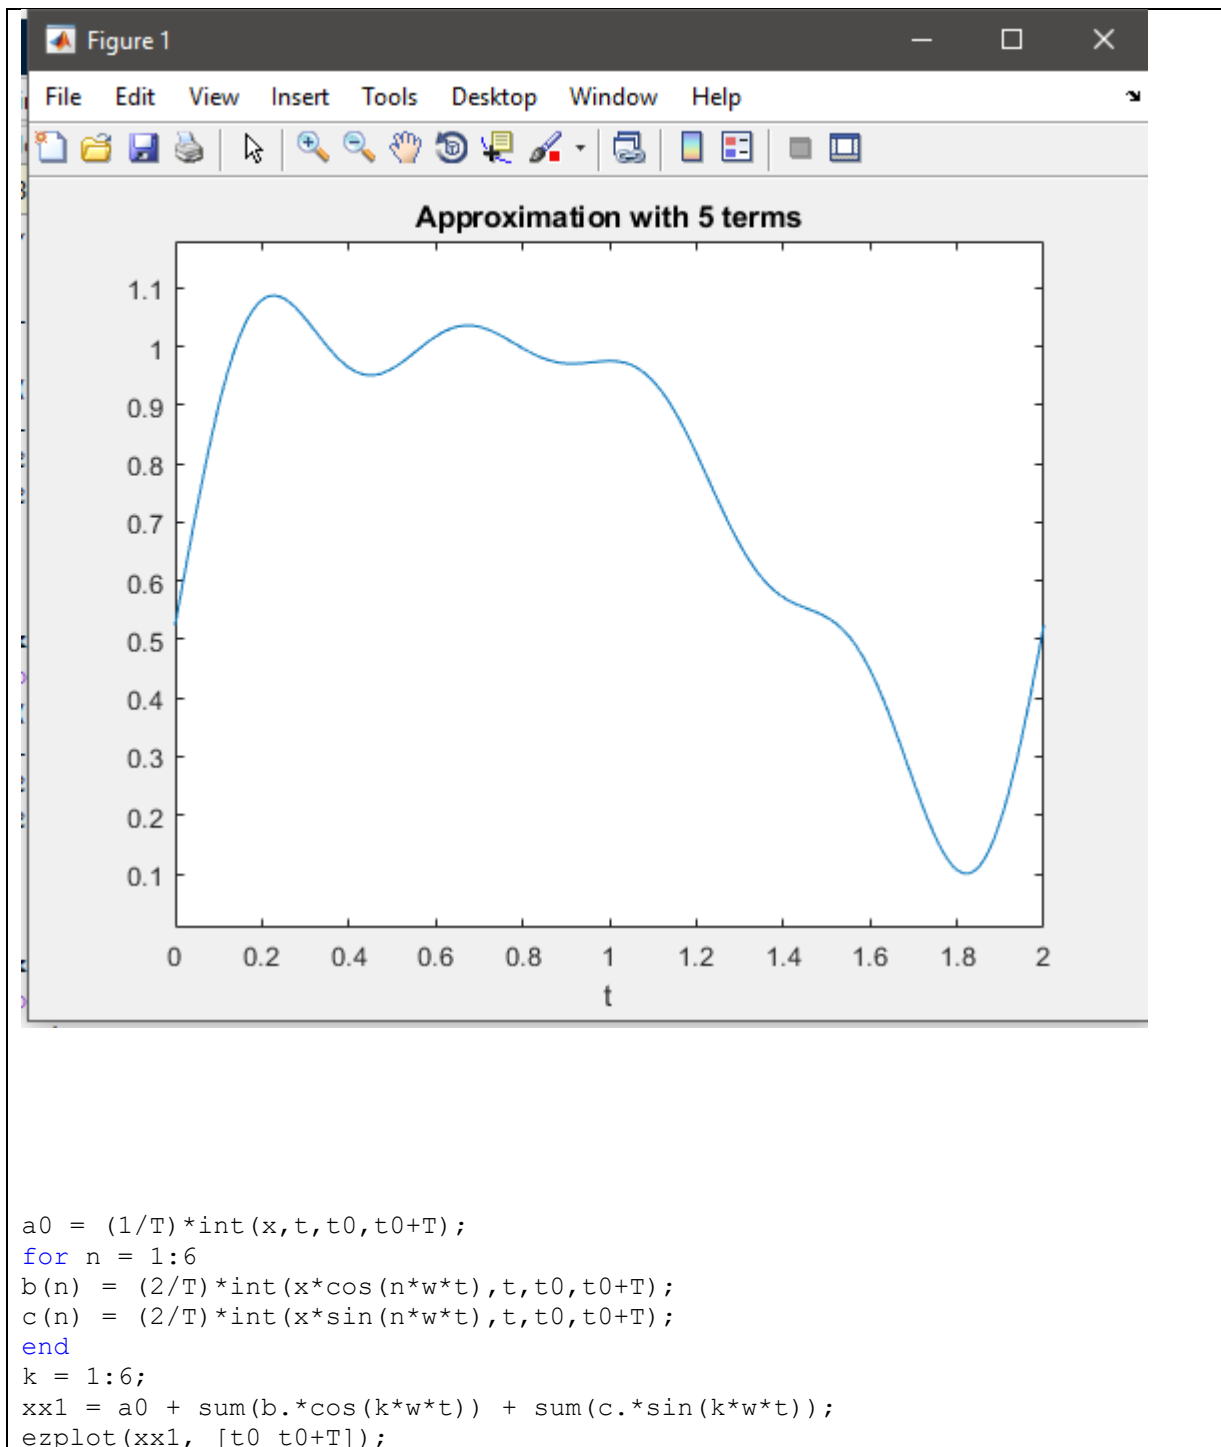 Figure 1
File Edit View Insert Tools Desktop Window Help
Approximation with 5 terms
1.1
1
0.9
0.8
0.7
0.6
0.5
0.4
0.3
0.2
0.1
0 0.2 0.4 0.6 0.8 1 1.2 1.4 1.6 1.8 2
t
a0 = (1/T)*int(x,t,t0,t0+T);
for n = 1:6
b(n) = (2/T)*int(x*cos(n*w*t),t,t0,t0+T);
c(n) = (2/T)*int(x*sin(n*w*t),t,t0,t0+T);
end
k = 1:6;
xx1 = a0 + sum(b.*cos(k*w*t)) + sum(c.*sin(k*w*t));
ezplot(xx1, [t0 t0+T]);